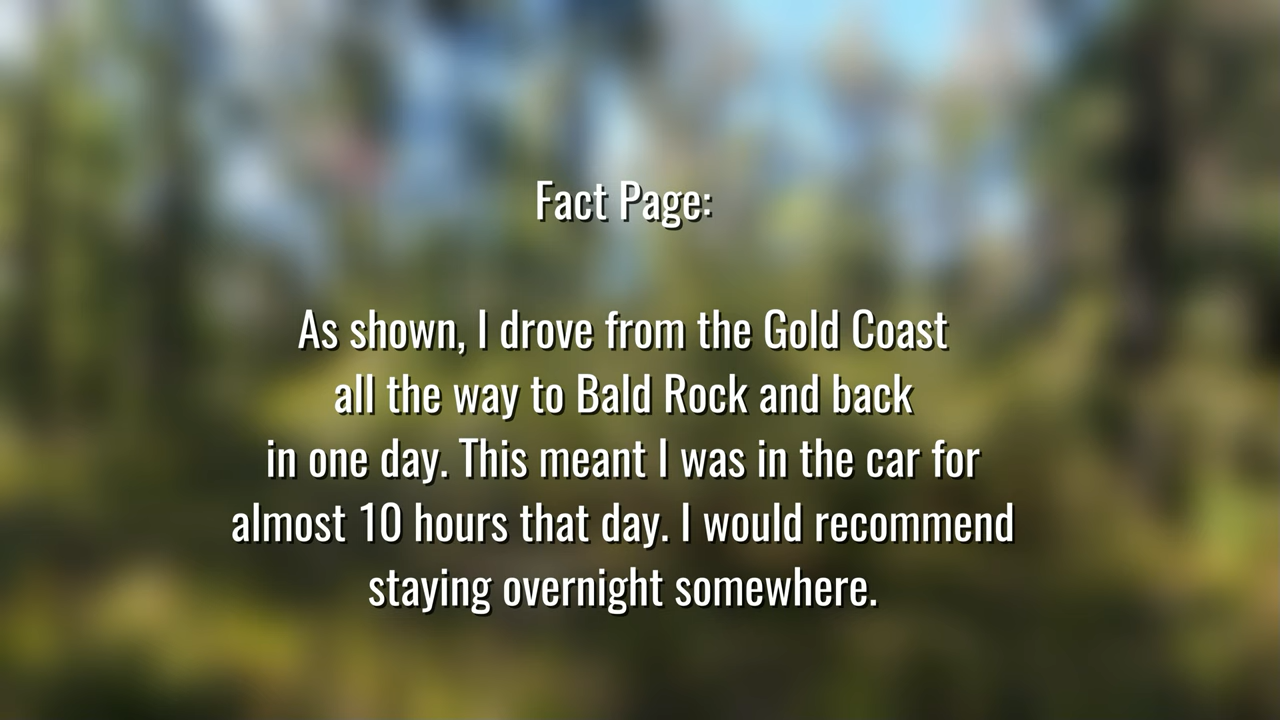 Fact Page:
As shown, I drove from the Gold Coast
all the way to Bald Rock and back
in one day. This meant I was in the car for
almost 10 hours that day. I would recommend
staying overnight somewhere.